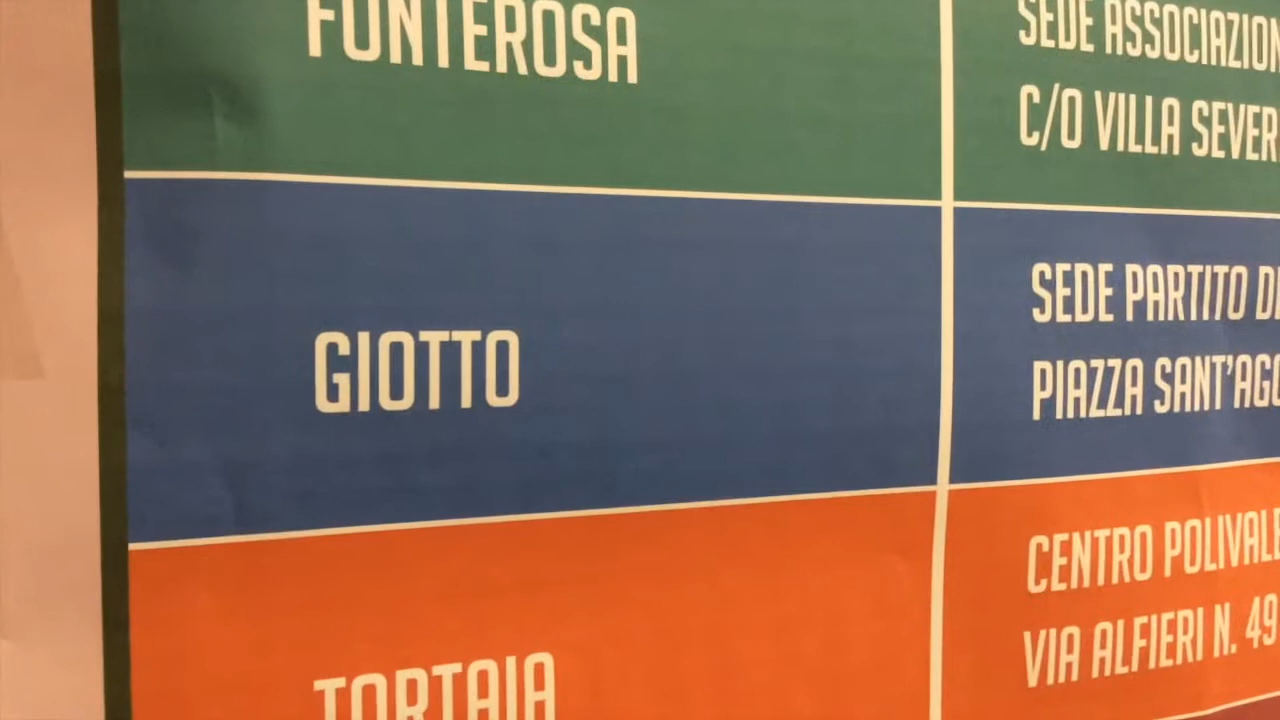 FONTEROSA
SEDE ASSOCIAZION
C/O VILLA SEVER
GIOTTO
SEDE PARTITO
PIAZZA SANT'AGO
TORTAIA
CENTRO POLIVALE
VIA ALFIERI N. 49